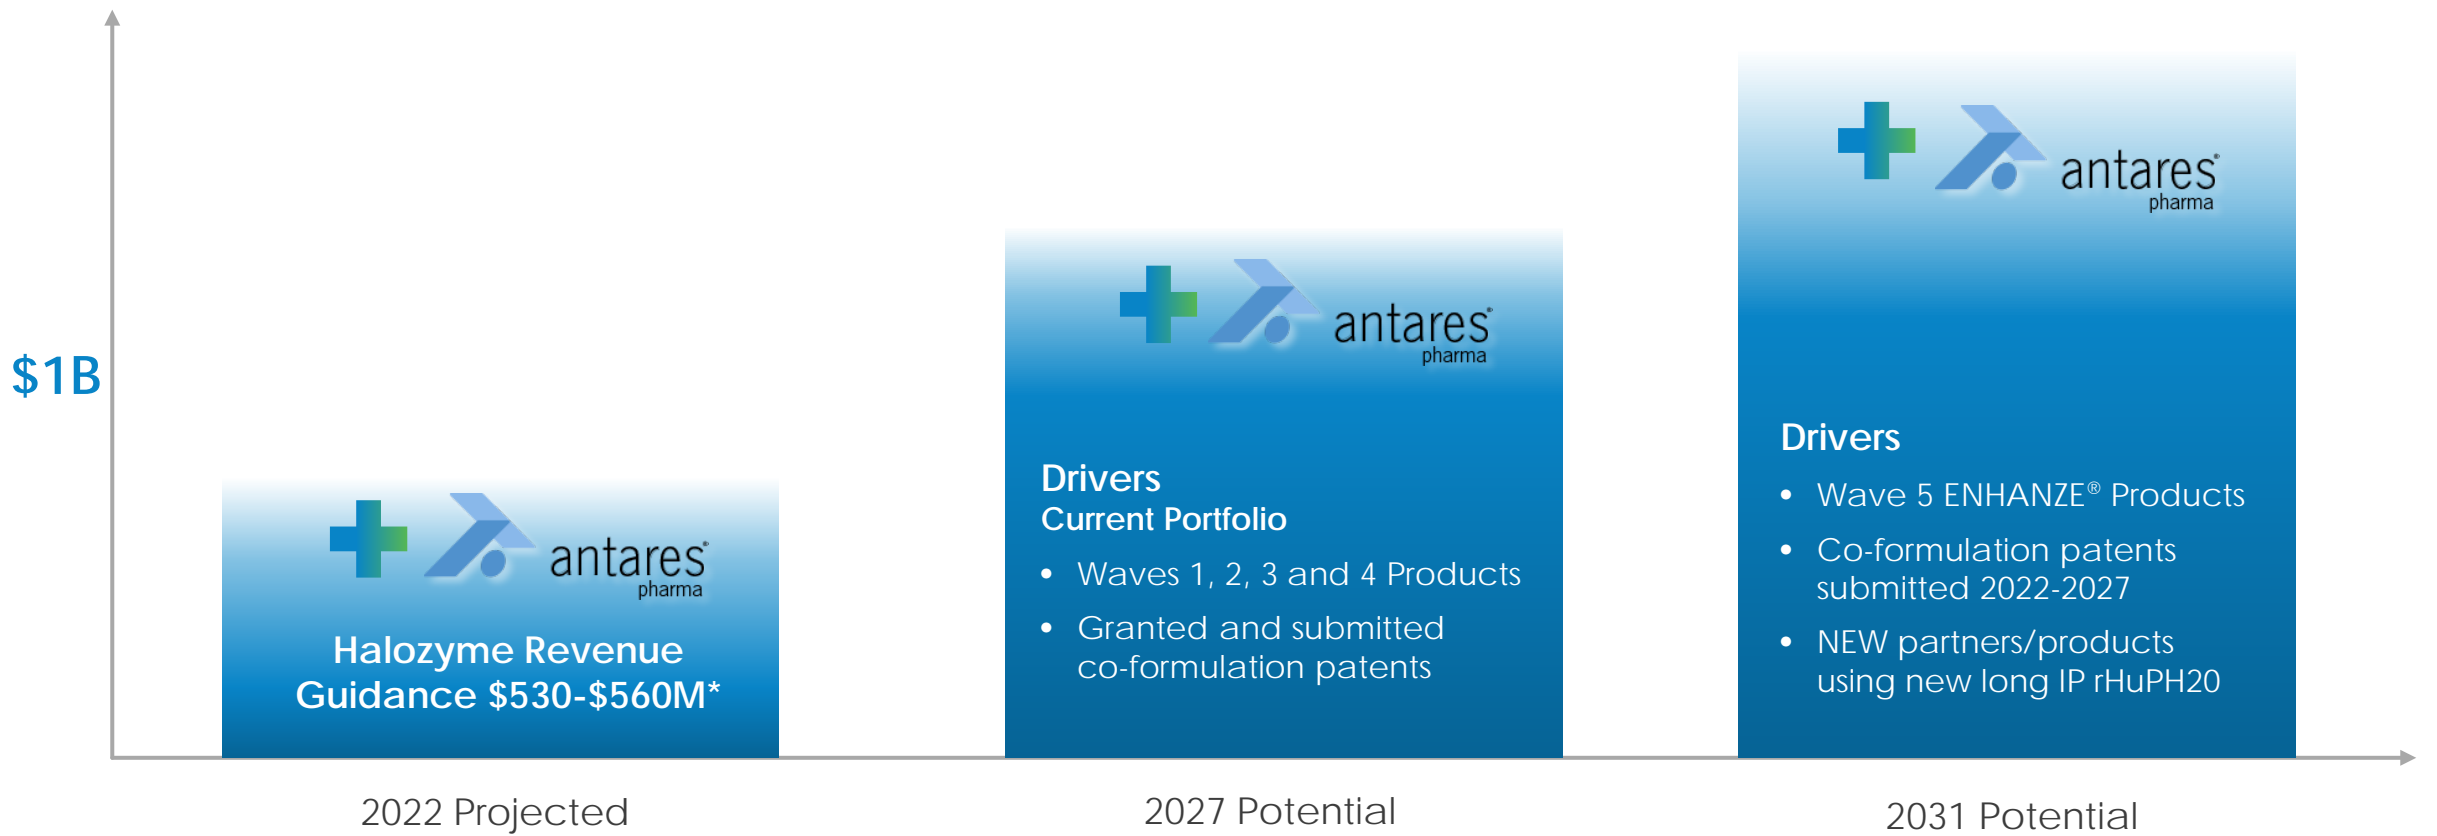 $1B
antares®
pharma
Halozyme Revenue
Guidance $530-$560M*
2022 Projected
antares®
pharma
Drivers
Current Portfolio
• Waves 1, 2, 3 and 4 Products
• Granted and submitted
co-formulation patents
2027 Potential
antares®
pharma
Drivers
• Wave 5 ENHANZE® Products
• Co-formulation patents
submitted 2022-2027
• NEW partners/products
using new long IP rHuPH20
2031 Potential